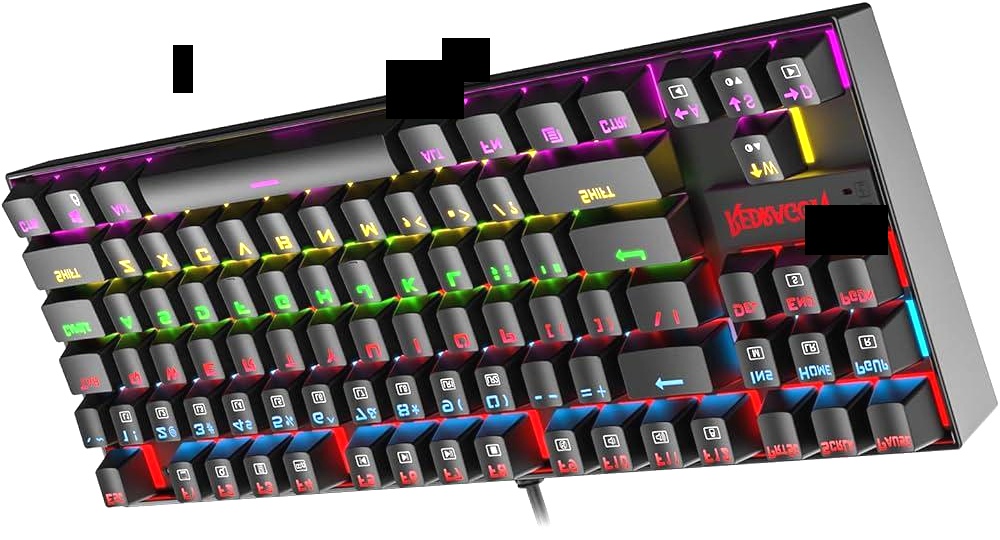 ALT FN CTRL A S D
CTRL ALT W
SHIFT Z X C V B N M , < . > / ? SHIFT
REDRAGON
A S D F G H J K L ; : ' " 
Q W E R T Y U I O P [ { ] } \ | DEL END PGDN
` ~ 1 ! 2 @ 3 # 4 $ 5 % 6 ^ 7 & 8 * 9 ( 0 ) - _ = + INS HOME PGUP
ESC F1 F2 F3 F4 F5 F6 F7 F8 F9 F10 F11 F12 PRTSC SCRLK PAUSE